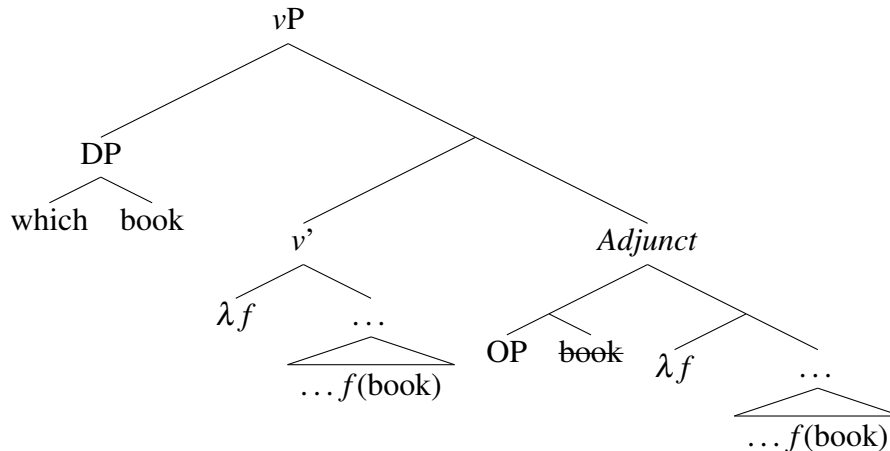 vP
DP
which book
v’ Adjunct
λf … OP book λf …
…f(book)
…f(book)